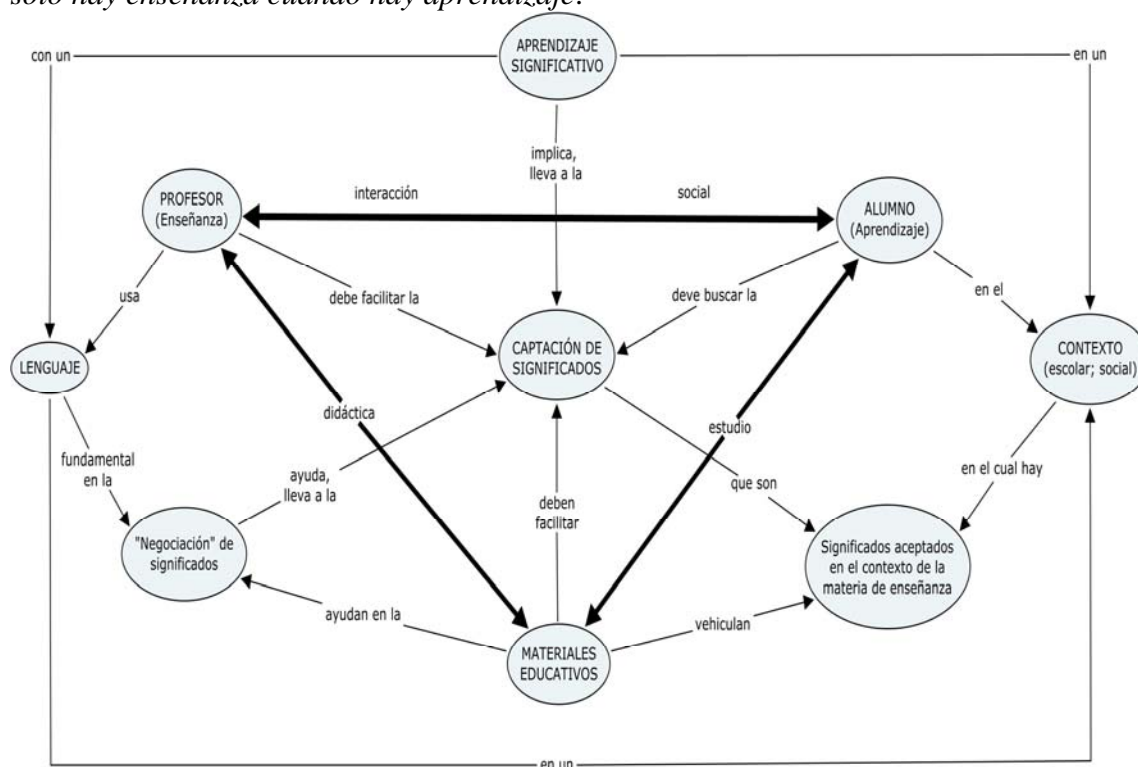 solo hay enseñanza cuando hay aprendizaje.
APRENDIZAJE
SIGNIFICATIVO
con un
en un
implica,
lleva a la
PROFESOR
(Enseñanza)
interacción
social
ALUMNO
(Aprendizaje)
usa
debe facilitar la
deve buscar la
en el
LENGUAJE
CAPTACIÓN DE
SIGNIFICADOS
CONTEXTO
(escolar; social)
didáctica
estudio
fundamental
en la
ayuda,
lleva a la
que son
en el cual hay
deben
facilitar
"Negociación" de
significados
Significados aceptados
en el contexto de la
materia de enseñanza
ayudan en la
vehiculan
MATERIALES
EDUCATIVOS
en un